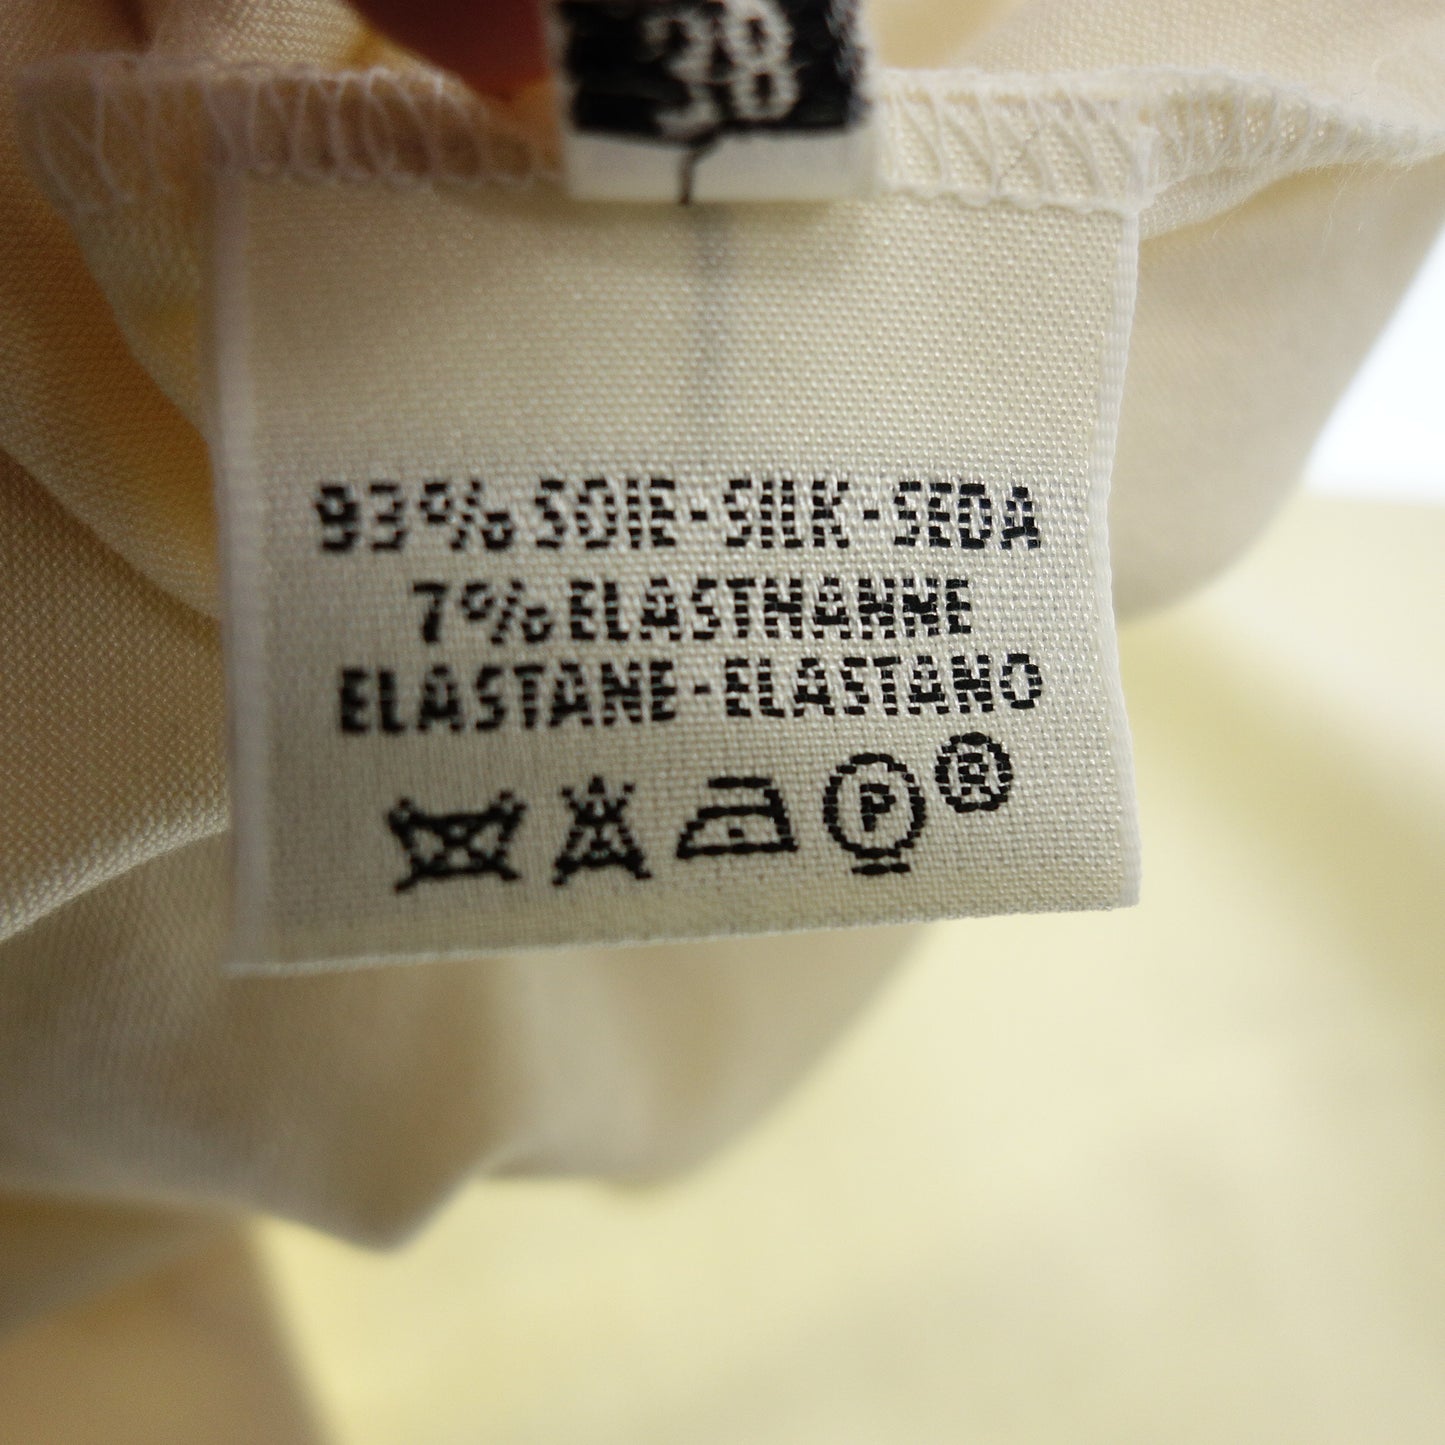 38
93% SOIE-SILK-SEDA
7% ELASTHANNE
ELASTANE-ELASTANO
P ®